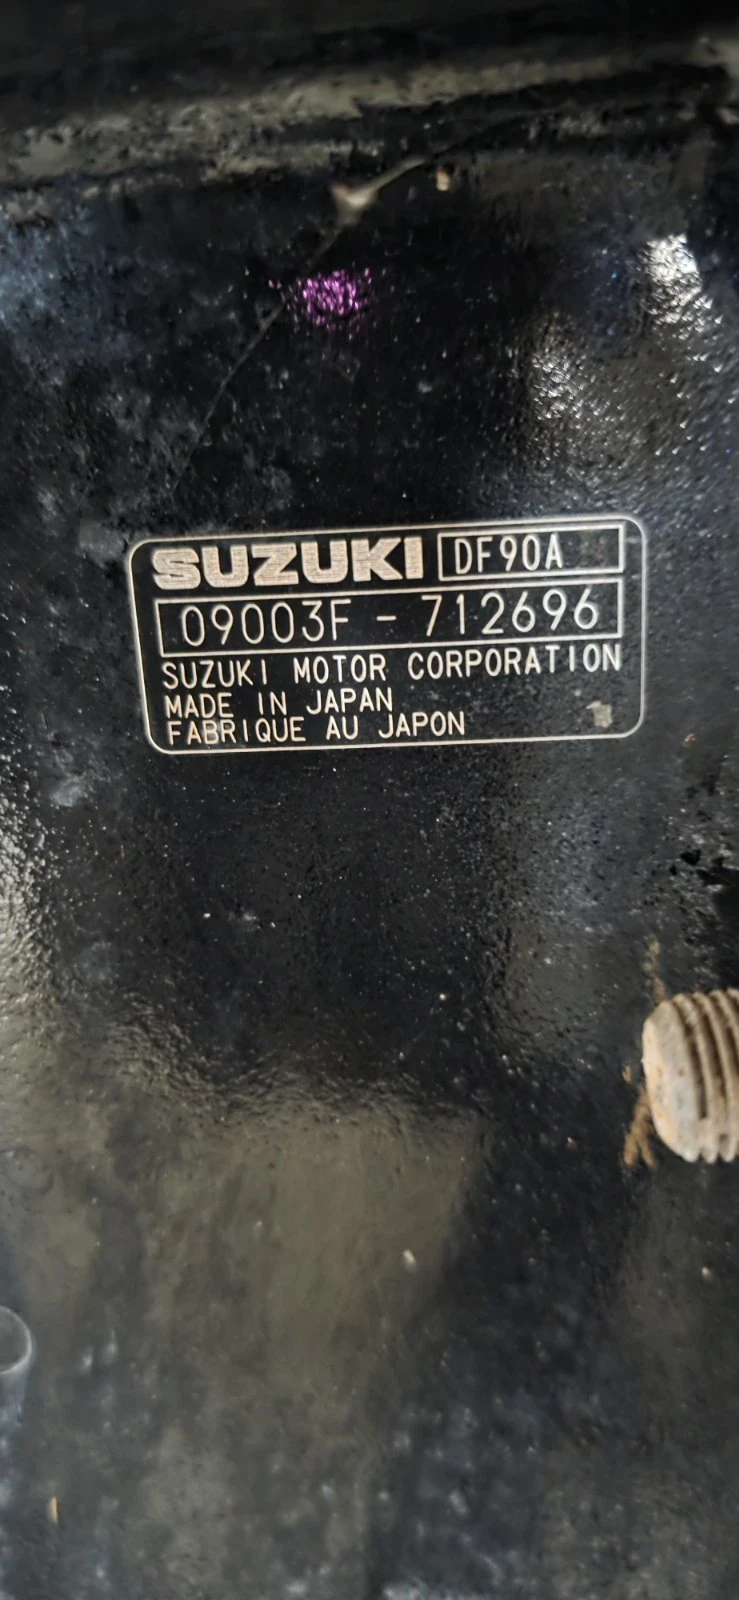 SUZUKI DF90A
09003F - 712696
SUZUKI MOTOR CORPORATION
MADE IN JAPAN
FABRIQUE AU JAPON